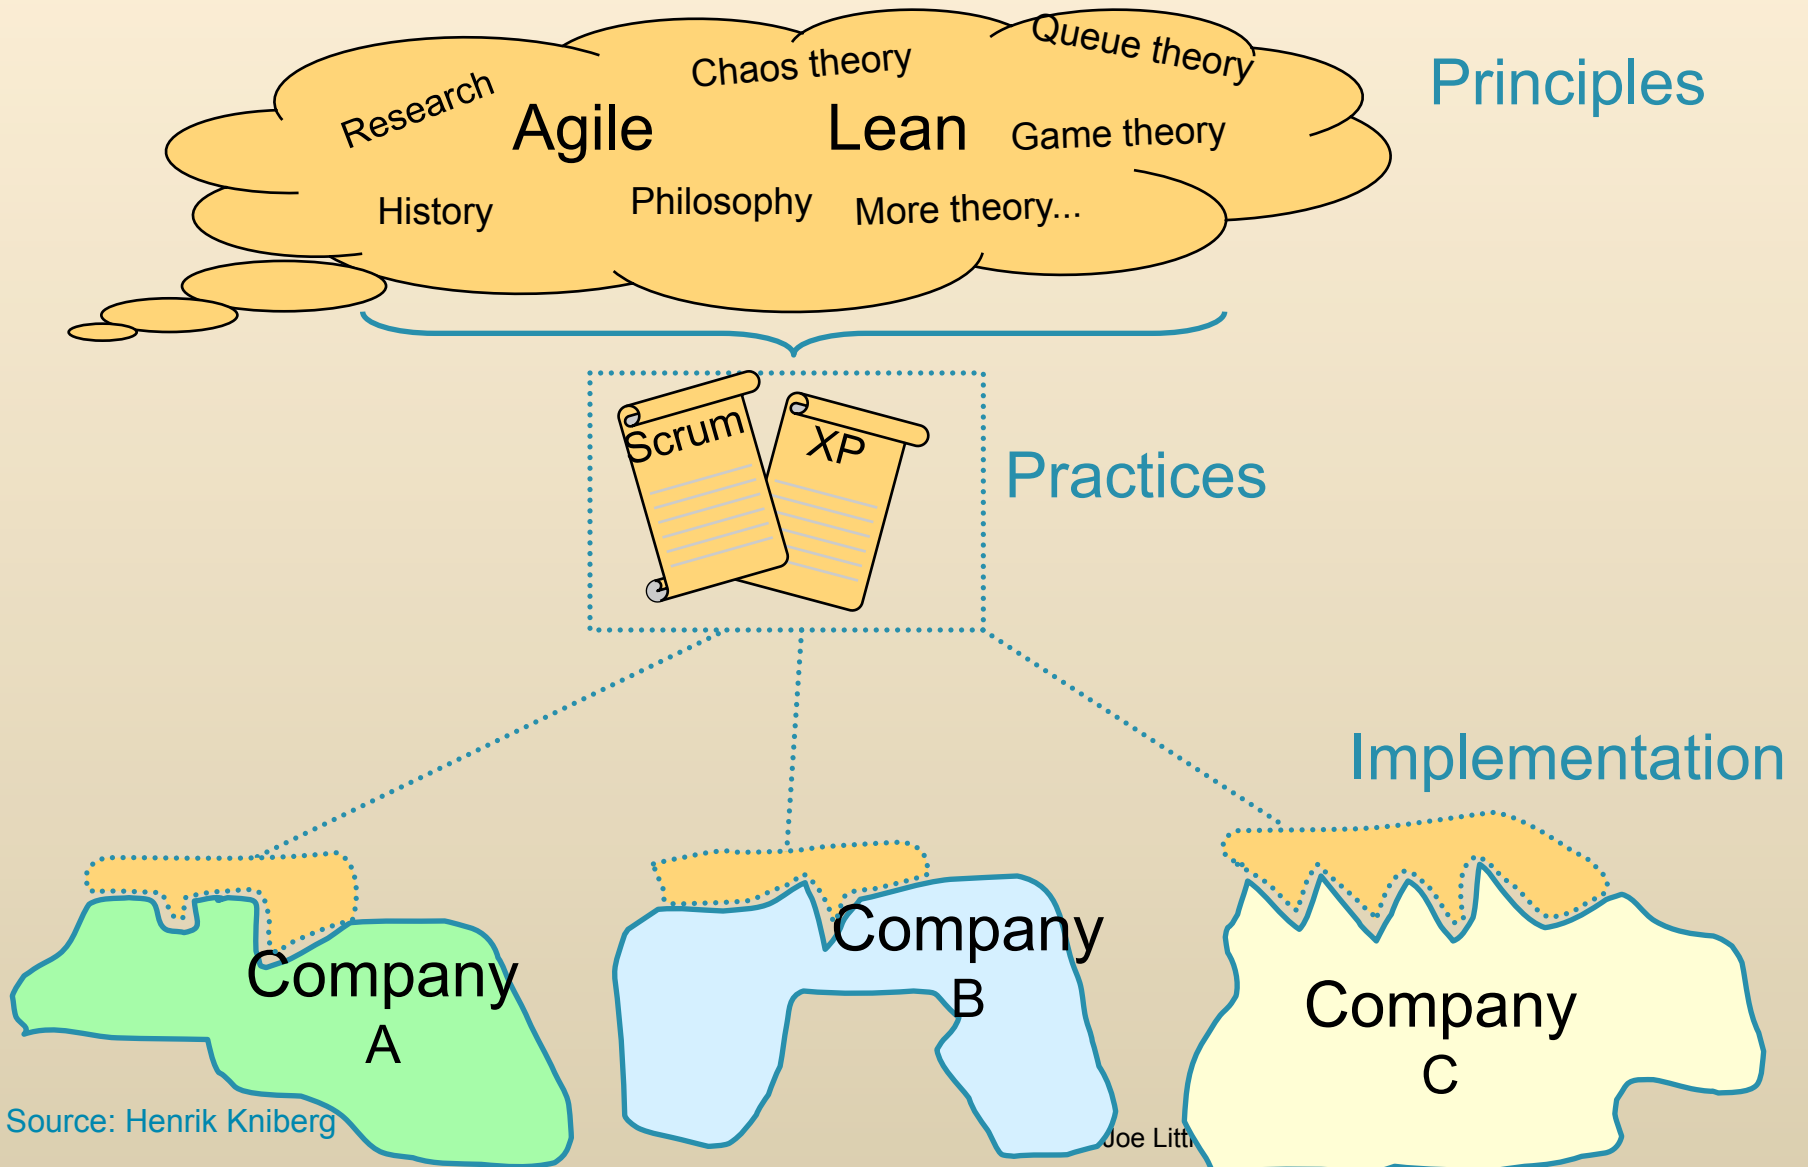 Queue theory
Chaos theory
Principles
Research
Agile
Lean
Game theory
History
Philosophy
More theory...
Scrum
XP
Practices
Implementation
Company
A
Company
B
Company
C
Source: Henrik Kniberg
Joe